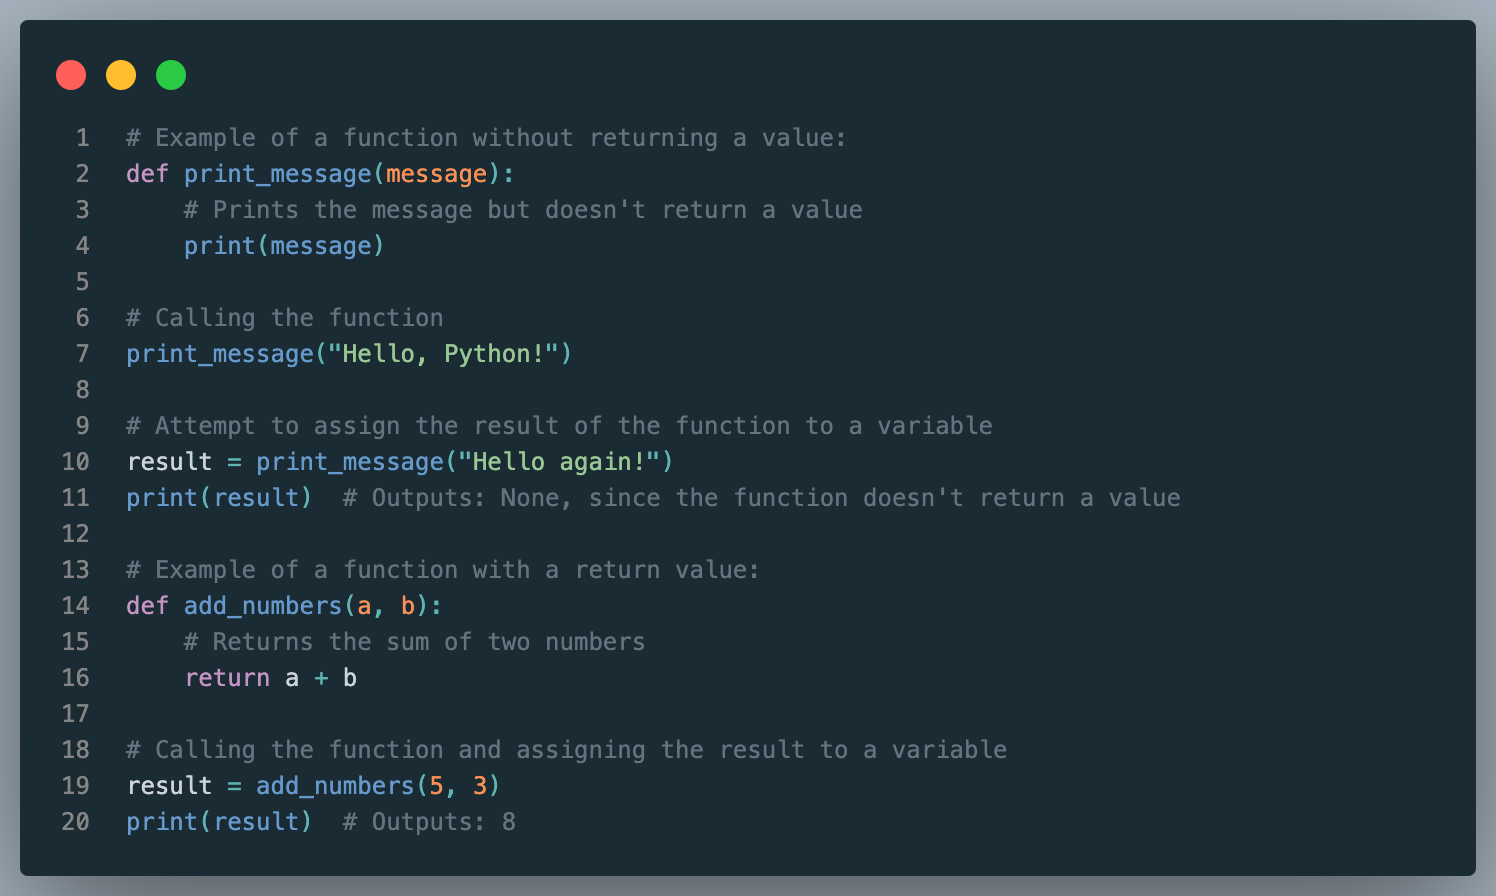 1 # Example of a function without returning a value:
2 def print_message(message):
3     # Prints the message but doesn't return a value
4     print(message)
5
6 # Calling the function
7 print_message("Hello, Python!")
8
9 # Attempt to assign the result of the function to a variable
10 result = print_message("Hello again!")
11 print(result)  # Outputs: None, since the function doesn't return a value
12
13 # Example of a function with a return value:
14 def add_numbers(a, b):
15     # Returns the sum of two numbers
16     return a + b
17
18 # Calling the function and assigning the result to a variable
19 result = add_numbers(5, 3)
20 print(result)  # Outputs: 8